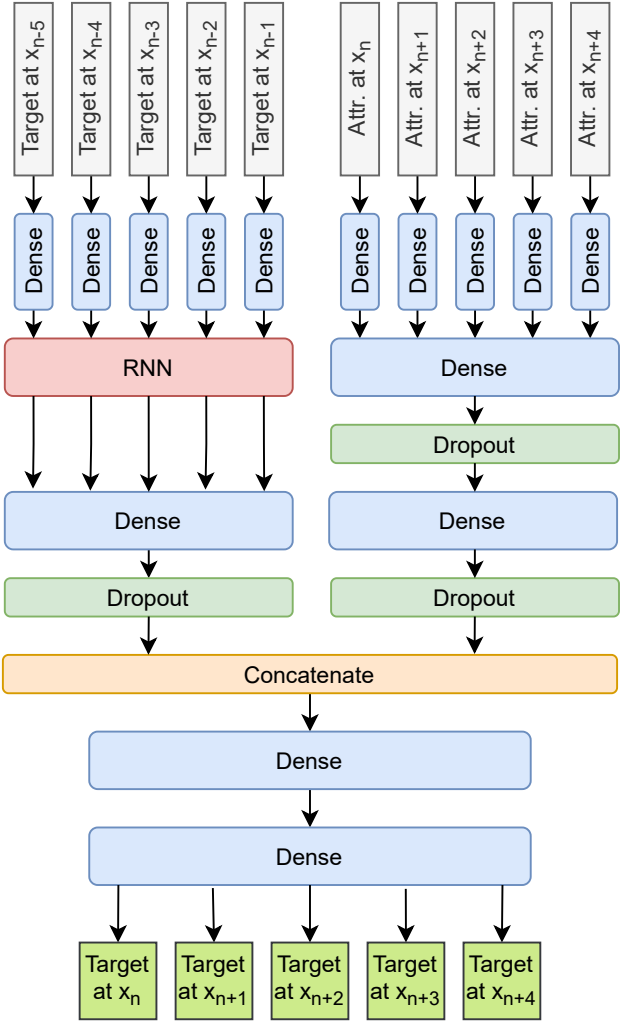 Target at xn-5
Target at xn-4
Target at xn-3
Target at xn-2
Target at xn-1
Attr. at xn
Attr. at xn+1
Attr. at xn+2
Attr. at xn+3
Attr. at xn+4
Dense
Dense
Dense
Dense
Dense
Dense
Dense
Dense
Dense
Dense
RNN
Dense
Dropout
Dense
Dense
Dropout
Dropout
Concatenate
Dense
Dense
Target
at xn
Target
at xn+1
Target
at xn+2
Target
at xn+3
Target
at xn+4